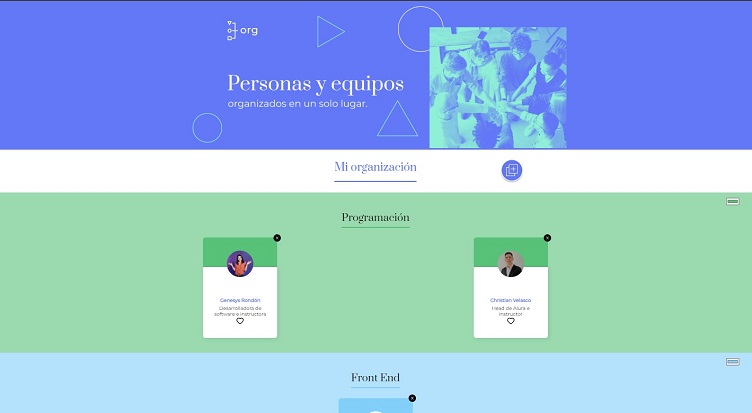 org
Personas y equipos
organizados en un solo lugar.
Mi organización
Programación
Genesys Rondón
Desarrolladora de
software e instructora
Christian Velasco
Head de Alura e
Instructor
Front End